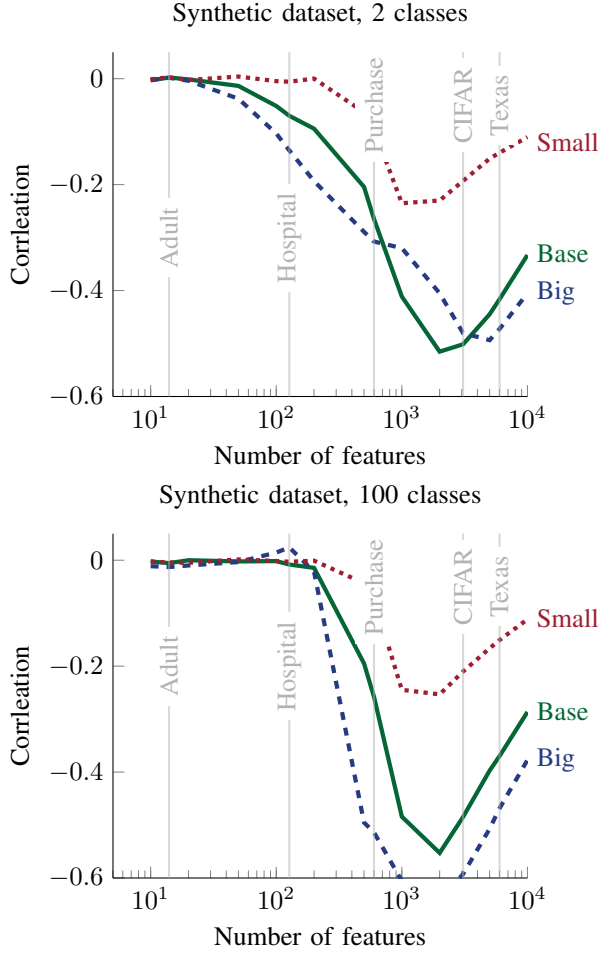 Synthetic dataset, 2 classes
0
−0.2
−0.4
−0.6
Corrleation
Adult
Hospital
Purchase
CIFAR
Texas
Small
Base
Big
10^1
10^2
10^3
10^4
Number of features
Synthetic dataset, 100 classes
0
−0.2
−0.4
−0.6
Corrleation
Adult
Hospital
Purchase
CIFAR
Texas
Small
Base
Big
10^1
10^2
10^3
10^4
Number of features